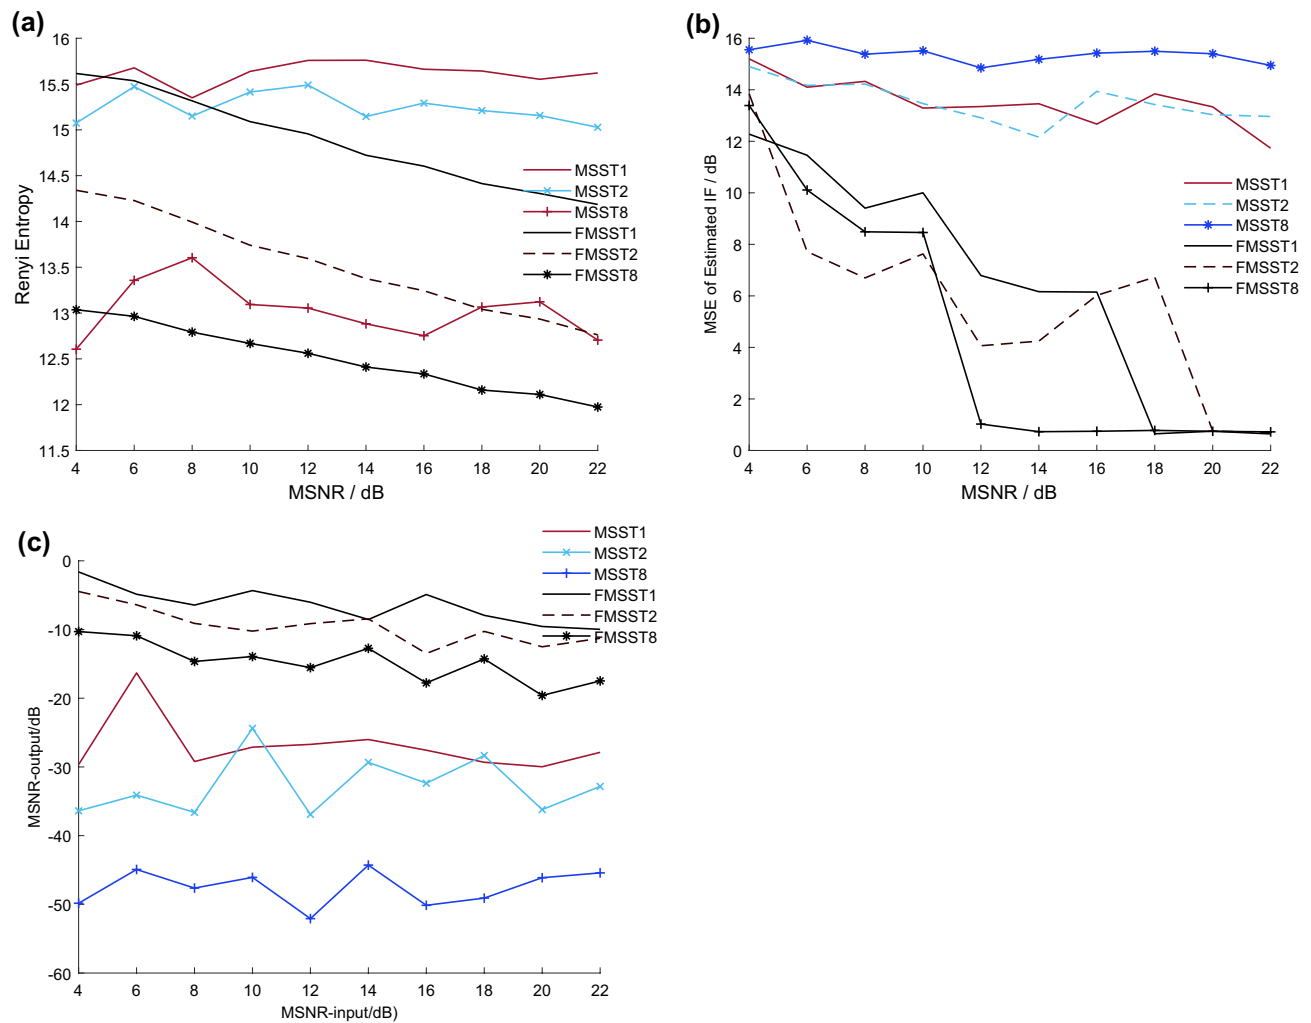 (a)
16
15.5
15
14.5
14
13.5
13
12.5
12
11.5
Renyi Entropy
4 6 8 10 12 14 16 18 20 22
MSNR / dB
MSST1
MSST2
MSST8
FMSST1
FMSST2
FMSST8
(b)
16
14
12
10
8
6
4
2
0
MSE of Estimated IF / dB
4 6 8 10 12 14 16 18 20 22
MSNR / dB
MSST1
MSST2
MSST8
FMSST1
FMSST2
FMSST8
(c)
0
-10
-20
-30
-40
-50
-60
MSNR-output/dB
4 6 8 10 12 14 16 18 20 22
MSNR-input/dB)
MSST1
MSST2
MSST8
FMSST1
FMSST2
FMSST8